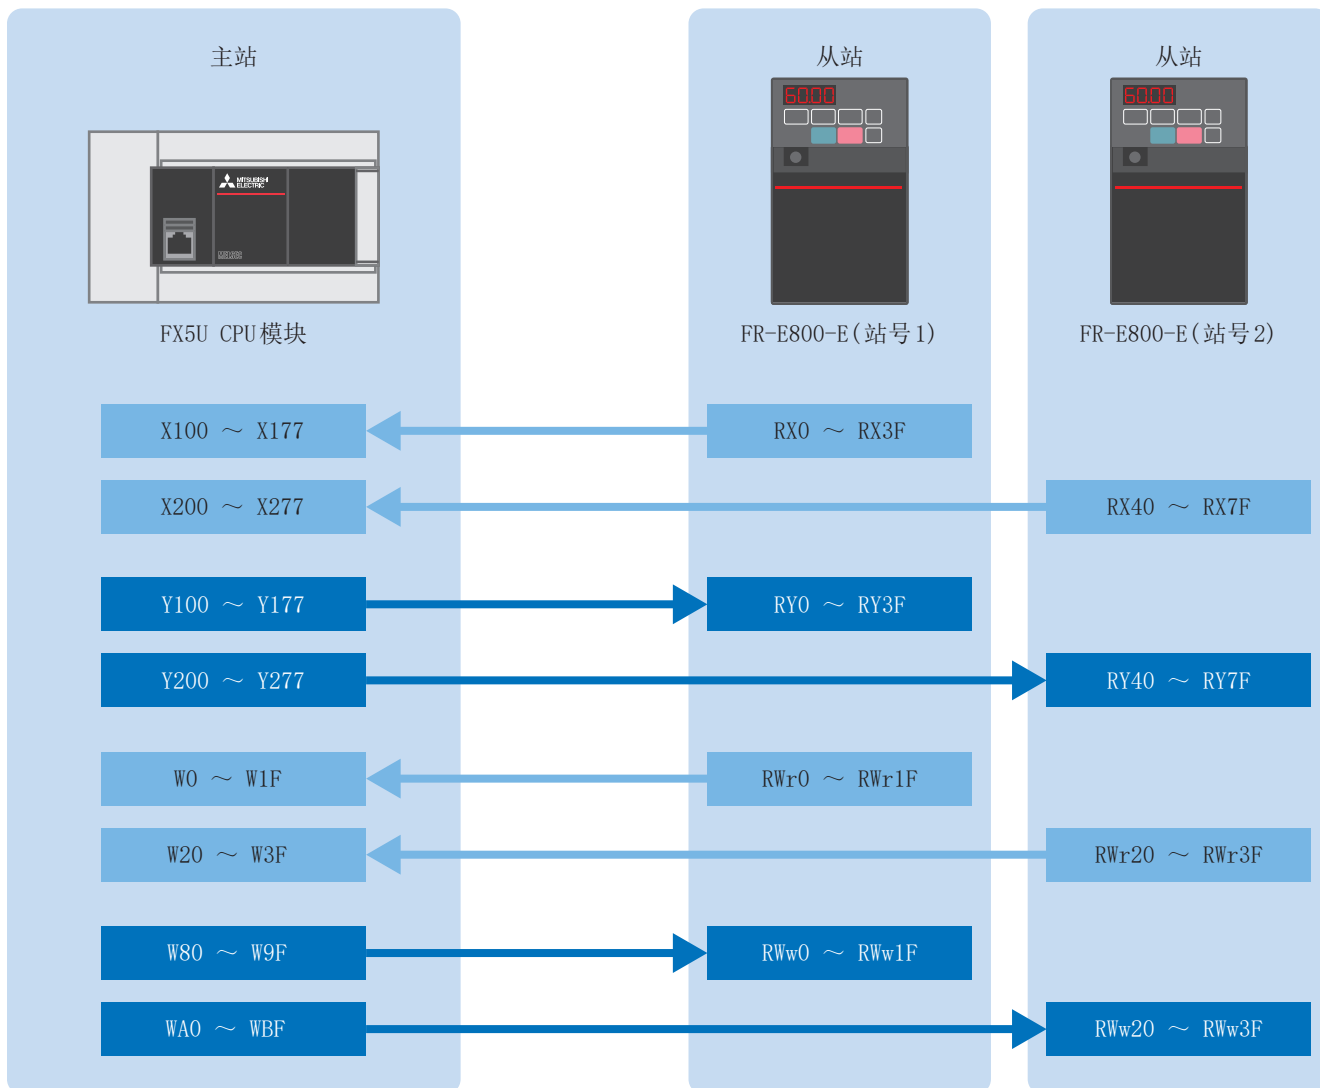 主站
从站
从站
60.00
60.00
MITSUBISHI
ELECTRIC
MELSEC
FX5U CPU模块
FR-E800-E(站号1)
FR-E800-E(站号2)
X100 ～ X177
RX0 ～ RX3F
X200 ～ X277
RX40 ～ RX7F
Y100 ～ Y177
RY0 ～ RY3F
Y200 ～ Y277
RY40 ～ RY7F
W0 ～ W1F
RWr0 ～ RWr1F
W20 ～ W3F
RWr20 ～ RWr3F
W80 ～ W9F
RWw0 ～ RWw1F
WA0 ～ WBF
RWw20 ～ RWw3F